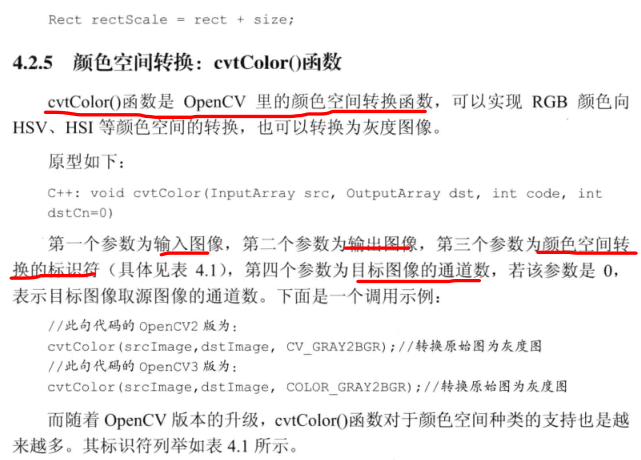 Rect rectScale = rect + size;
4.2.5 颜色空间转换：cvtColor()函数
cvtColor()函数是 OpenCV 里的颜色空间转换函数，可以实现 RGB 颜色向
HSV、HSI 等颜色空间的转换，也可以转换为灰度图像。
原型如下：
C++: void cvtColor(InputArray src, OutputArray dst, int code, int
dstCn=0)
第一个参数为输入图像，第二个参数为输出图像，第三个参数为颜色空间转
换的标识符（具体见表 4.1），第四个参数为目标图像的通道数，若该参数是 0，
表示目标图像取源图像的通道数。下面是一个调用示例：
//此句代码的 OpenCV2 版为：
cvtColor(srcImage,dstImage, CV_GRAY2BGR);//转换原始图为灰度图
//此句代码的 OpenCV3 版为：
cvtColor(srcImage,dstImage, COLOR_GRAY2BGR);//转换原始图为灰度图
而随着 OpenCV 版本的升级，cvtColor()函数对于颜色空间种类的支持也是越
来越多。其标识符列举如表 4.1 所示。